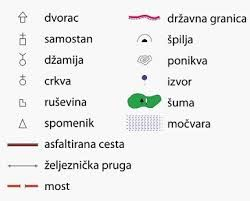 dvorac
samostan
džamija
crkva
ruševina
spomenik
asfaltirana cesta
željeznička pruga
most
državna granica
špilja
ponikva
izvor
šuma
močvara